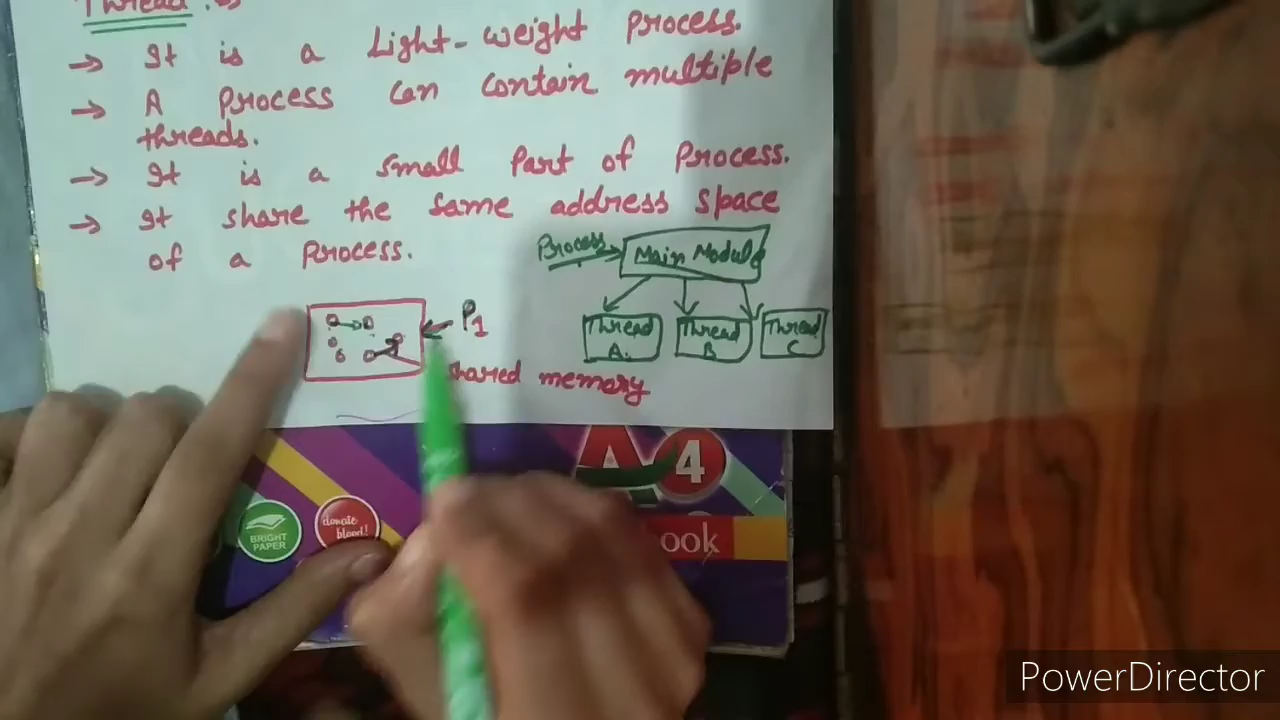 Thread :->
→ It is a Light-weight Process.
→ A Process can contain multiple
threads.
→ It is a small Part of Process.
→ It share the same address space
of a Process.
Process
Main Module
P1
Thread A.
Thread B
Thread C
shared memory
A4
BRIGHT PAPER
donate blood!
ook
PowerDirector